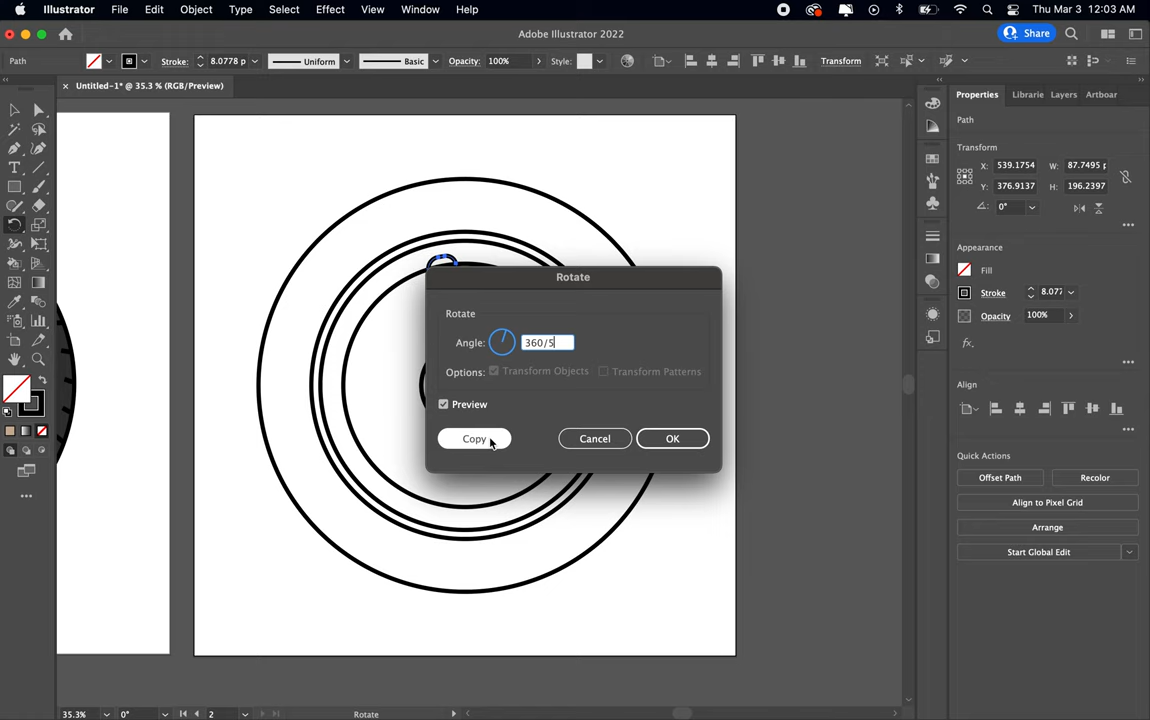 Illustrator File Edit Object Type Select Effect View Window Help Thu Mar 3 12:03 AM
Adobe Illustrator 2022 Share
Path Stroke: 8.0778 p Uniform Basic Opacity: 100% Style: Transform
Untitled-1* @ 35.3 % (RGB/Preview)
Properties Librarie Layers Artboar
Path
Transform
X: 539.1754 W: 87.7495 p
Y: 376.9137 H: 196.2397
0°
Appearance
Fill
Stroke 8.077
Opacity 100%
fx.
Align
Quick Actions
Offset Path Recolor
Align to Pixel Grid
Arrange
Start Global Edit
Rotate
Rotate
Angle: 360/5
Options: Transform Objects Transform Patterns
Preview
Copy Cancel OK
35.3% 0° 2 Rotate